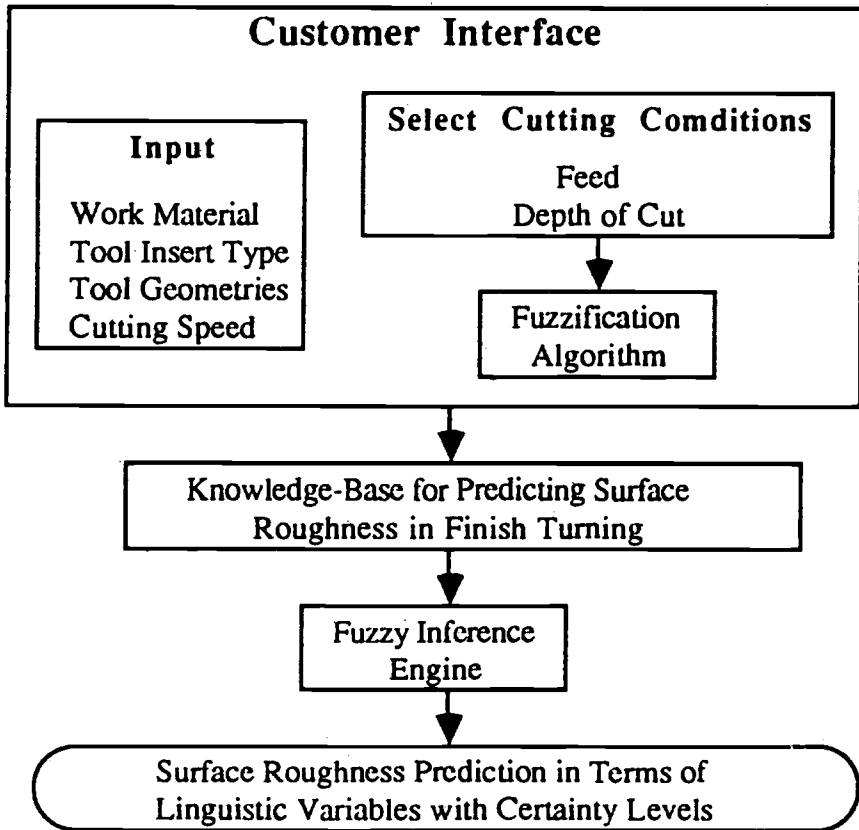 Customer Interface
Input
Work Material
Tool Insert Type
Tool Geometries
Cutting Speed
Select Cutting Comditions
Feed
Depth of Cut
Fuzzification
Algorithm
Knowledge-Base for Predicting Surface
Roughness in Finish Turning
Fuzzy Inference
Engine
Surface Roughness Prediction in Terms of
Linguistic Variables with Certainty Levels